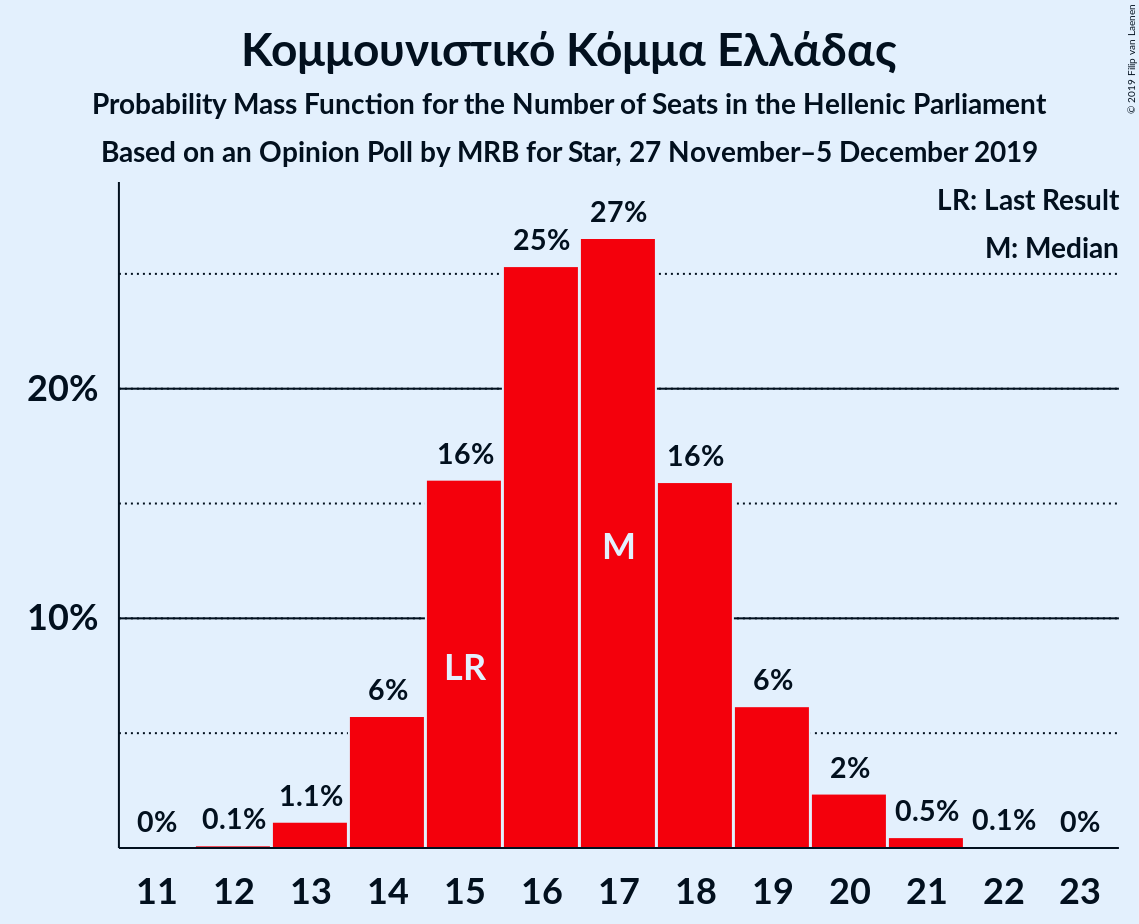 Κομμουνιστικό Κόμμα Ελλάδας
Probability Mass Function for the Number of Seats in the Hellenic Parliament
Based on an Opinion Poll by MRB for Star, 27 November–5 December 2019
© 2019 Filip van Laenen
LR: Last Result
M: Median
27%
25%
20%
16%
16%
M
10%
LR
6%
6%
2%
1.1%
0.5%
0%
0.1%
0.1%
0%
11 12 13 14 15 16 17 18 19 20 21 22 23